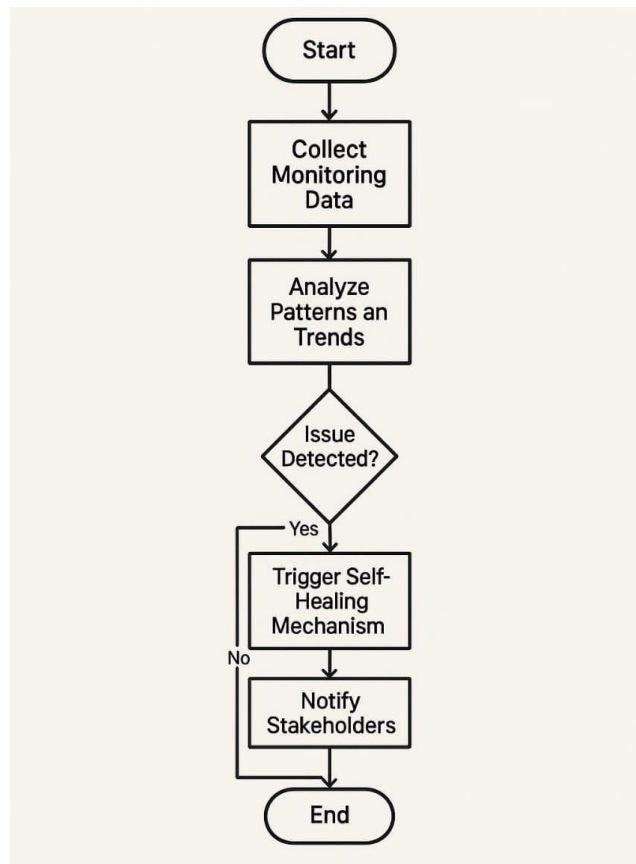 Start
Collect
Monitoring
Data
Analyze
Patterns an
Trends
Issue
Detected?
Yes
Trigger Self-
Healing
Mechanism
No
Notify
Stakeholders
End